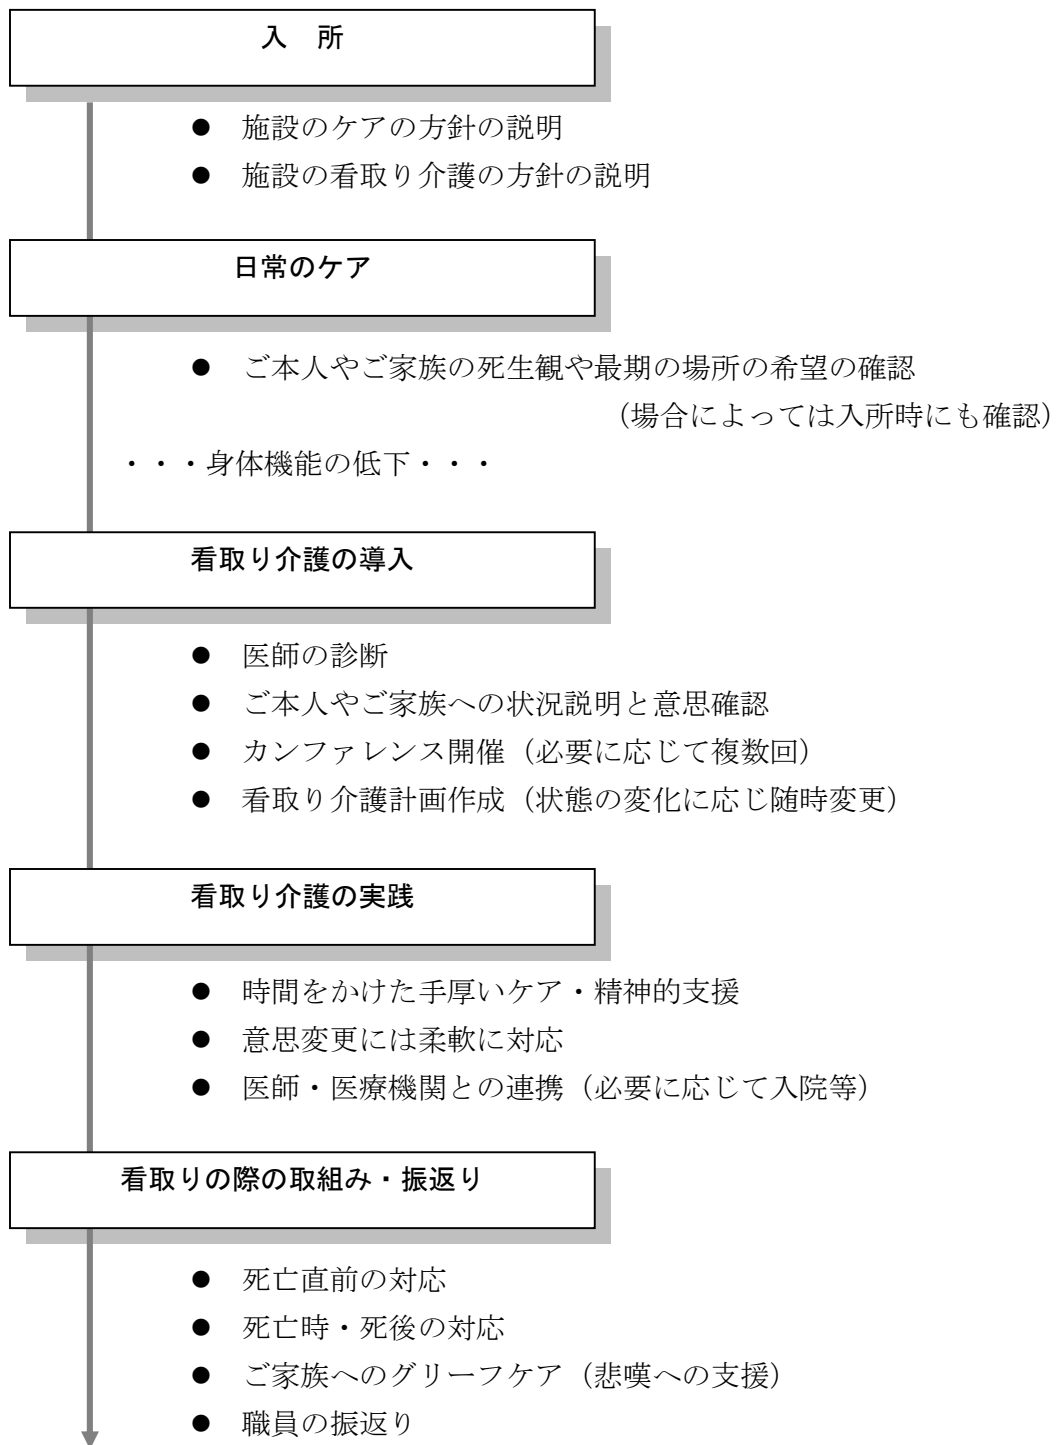 入　所
● 施設のケアの方針の説明
● 施設の看取り介護の方針の説明
日常のケア
● ご本人やご家族の死生観や最期の場所の希望の確認
（場合によっては入所時にも確認）
・・・身体機能の低下・・・
看取り介護の導入
● 医師の診断
● ご本人やご家族への状況説明と意思確認
● カンファレンス開催（必要に応じて複数回）
● 看取り介護計画作成（状態の変化に応じ随時変更）
看取り介護の実践
● 時間をかけた手厚いケア・精神的支援
● 意思変更には柔軟に対応
● 医師・医療機関との連携（必要に応じて入院等）
看取りの際の取組み・振返り
● 死亡直前の対応
● 死亡時・死後の対応
● ご家族へのグリーフケア（悲嘆への支援）
● 職員の振返り